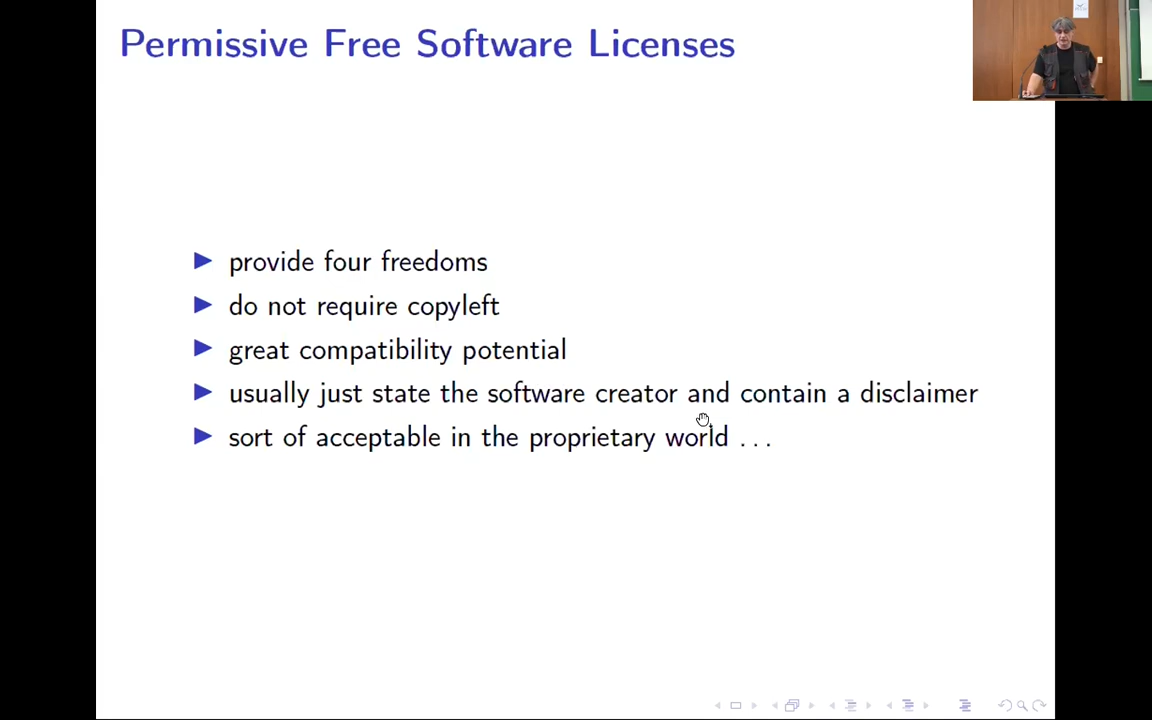 Permissive Free Software Licenses
▶ provide four freedoms
▶ do not require copyleft
▶ great compatibility potential
▶ usually just state the software creator and contain a disclaimer
▶ sort of acceptable in the proprietary world ...